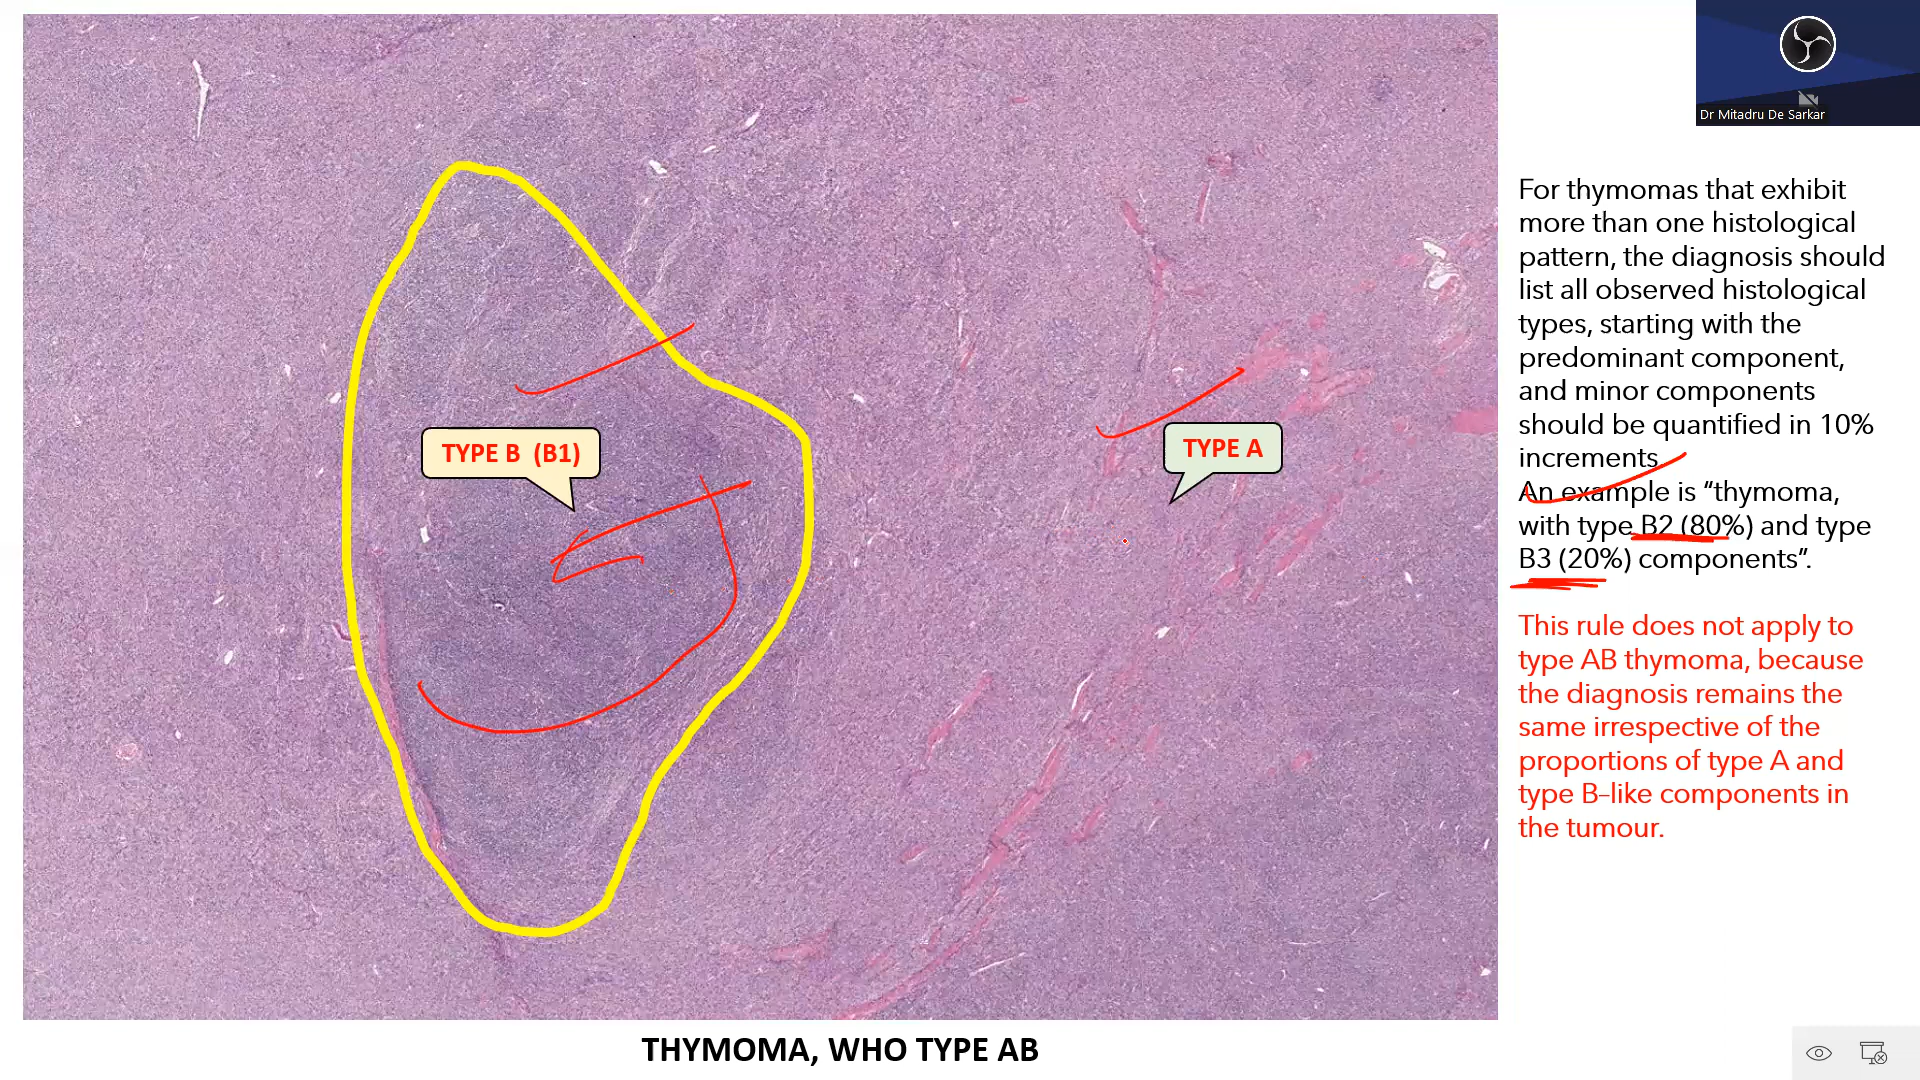 Dr Mitadru De Sarkar
For thymomas that exhibit
more than one histological
pattern, the diagnosis should
list all observed histological
types, starting with the
predominant component,
and minor components
should be quantified in 10%
increments.
An example is “thymoma,
with type B2 (80%) and type
B3 (20%) components”.
This rule does not apply to
type AB thymoma, because
the diagnosis remains the
same irrespective of the
proportions of type A and
type B–like components in
the tumour.
TYPE B (B1)
TYPE A
THYMOMA, WHO TYPE AB